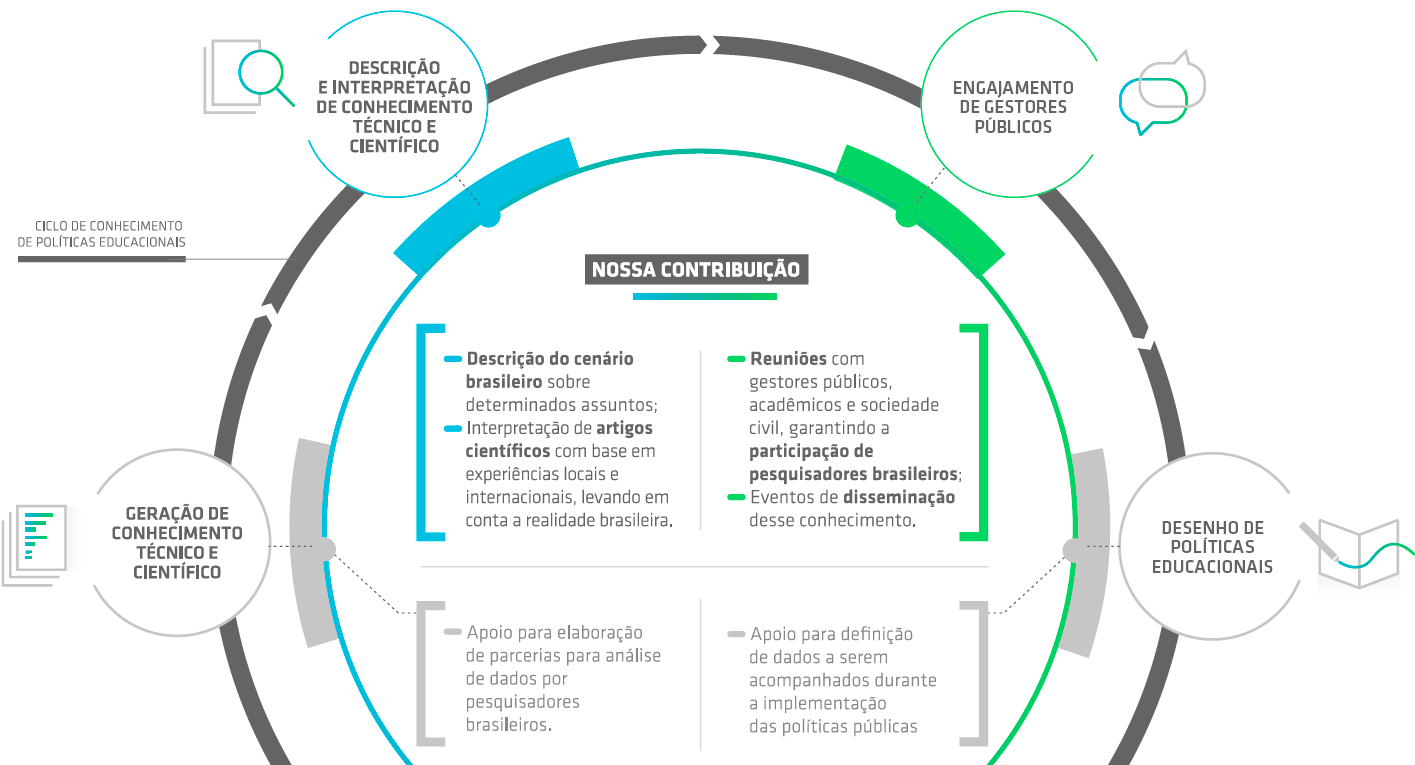 DESCRIÇÃO
E INTERPRETAÇÃO
DE CONHECIMENTO
TÉCNICO E
CIENTÍFICO
ENGAJAMENTO
DE GESTORES
PÚBLICOS
CICLO DE CONHECIMENTO
DE POLÍTICAS EDUCACIONAIS
NOSSA CONTRIBUIÇÃO
Descrição do cenário
brasileiro sobre
determinados assuntos;
Interpretação de artigos
científicos com base em
experiências locais e
internacionais, levando em
conta a realidade brasileira.
Reuniões com
gestores públicos,
acadêmicos e sociedade
civil, garantindo a
participação de
pesquisadores brasileiros;
Eventos de disseminação
desse conhecimento.
GERAÇÃO DE
CONHECIMENTO
TÉCNICO E
CIENTÍFICO
DESENHO DE
POLÍTICAS
EDUCACIONAIS
Apoio para elaboração
de parcerias para análise
de dados por
pesquisadores
brasileiros.
Apoio para definição
de dados a serem
acompanhados durante
a implementação
das políticas públicas